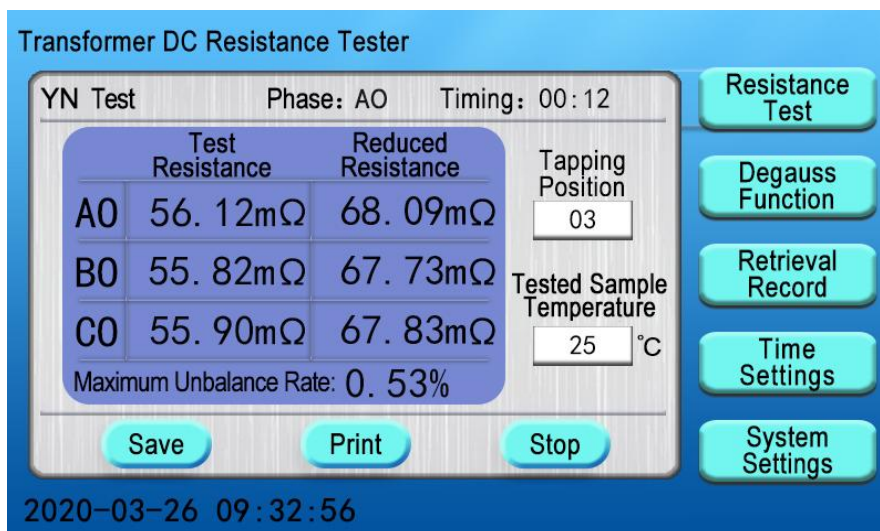 Transformer DC Resistance Tester
YN Test Phase: AO Timing: 00:12
Test Resistance Reduced Resistance
A0 56.12mΩ 68.09mΩ
B0 55.82mΩ 67.73mΩ
C0 55.90mΩ 67.83mΩ
Maximum Unbalance Rate: 0.53%
Tapping
Position
03
Tested Sample
Temperature
25 °C
Save Print Stop
Resistance
Test
Degauss
Function
Retrieval
Record
Time
Settings
System
Settings
2020-03-26 09:32:56